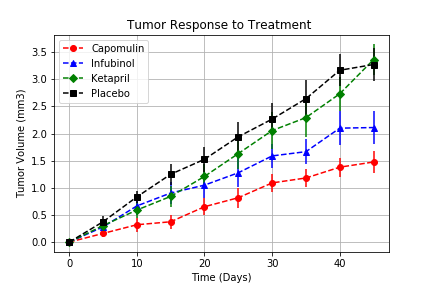 Tumor Response to Treatment
Capomulin
Infubinol
Ketapril
Placebo
Tumor Volume (mm3)
3.5
3.0
2.5
2.0
1.5
1.0
0.5
0.0
0 10 20 30 40
Time (Days)